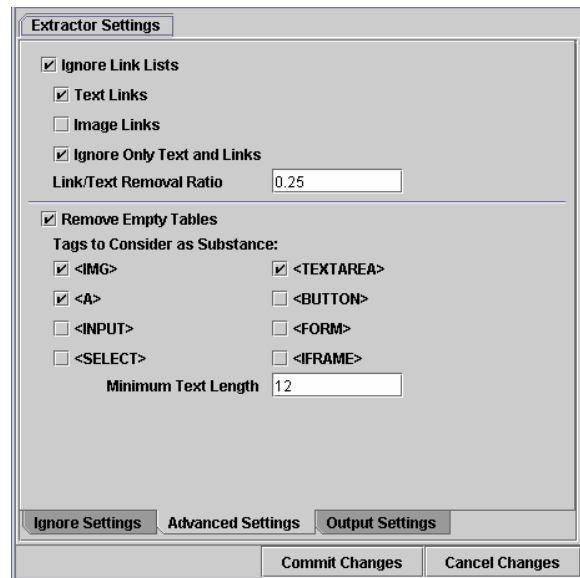 Extractor Settings
Ignore Link Lists
Text Links
Image Links
Ignore Only Text and Links
Link/Text Removal Ratio 0.25
Remove Empty Tables
Tags to Consider as Substance:
<IMG> <TEXTAREA>
<A> <BUTTON>
<INPUT> <FORM>
<SELECT> <IFRAME>
Minimum Text Length 12
Ignore Settings Advanced Settings Output Settings
Commit Changes Cancel Changes